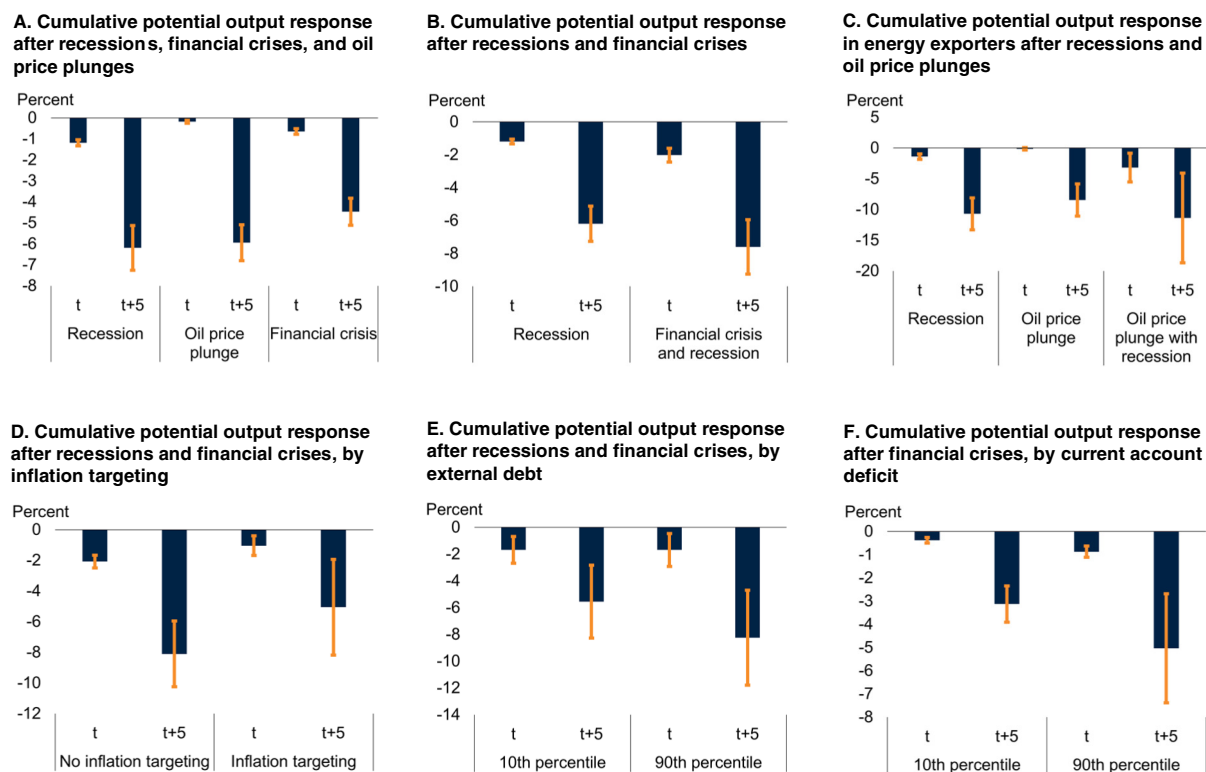 A. Cumulative potential output response
after recessions, financial crises, and oil
price plunges
Percent
0
-1
-2
-3
-4
-5
-6
-7
-8
t t+5 t t+5 t t+5
Recession Oil price Financial crisis
plunge
B. Cumulative potential output response
after recessions and financial crises
Percent
0
-2
-4
-6
-8
-10
t t+5 t t+5
Recession Financial crisis
and recession
C. Cumulative potential output response
in energy exporters after recessions and
oil price plunges
Percent
5
0
-5
-10
-15
-20
t t+5 t t+5 t t+5
Recession Oil price Oil price
plunge plunge with
recession
D. Cumulative potential output response
after recessions and financial crises, by
inflation targeting
Percent
0
-2
-4
-6
-8
-10
-12
t t+5 t t+5
No inflation targeting Inflation targeting
E. Cumulative potential output response
after recessions and financial crises, by
external debt
Percent
0
-2
-4
-6
-8
-10
-12
-14
t t+5 t t+5
10th percentile 90th percentile
F. Cumulative potential output response
after financial crises, by current account
deficit
Percent
0
-1
-2
-3
-4
-5
-6
-7
-8
t t+5 t t+5
10th percentile 90th percentile